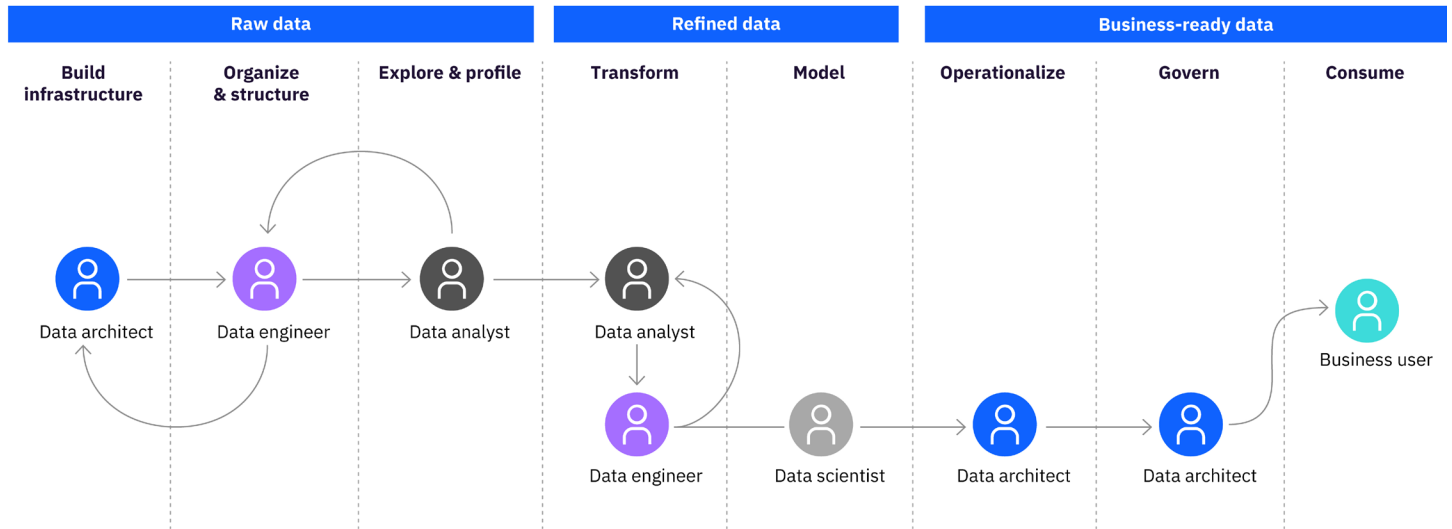 Raw data
Refined data
Business-ready data
Build
infrastructure
Organize
& structure
Explore & profile
Transform
Model
Operationalize
Govern
Consume
Data architect
Data engineer
Data analyst
Data analyst
Business user
Data engineer
Data scientist
Data architect
Data architect